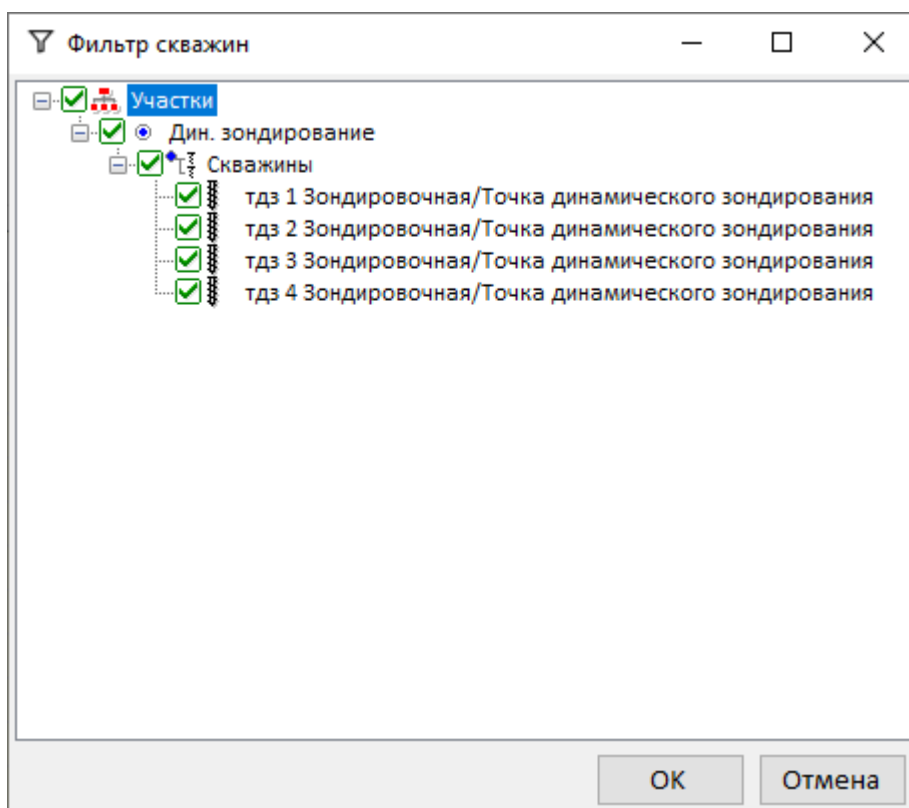 Фильтр скважин
Участки
Дин. зондирование
Скважины
тдз 1 Зондировочная/Точка динамического зондирования
тдз 2 Зондировочная/Точка динамического зондирования
тдз 3 Зондировочная/Точка динамического зондирования
тдз 4 Зондировочная/Точка динамического зондирования
OK Отмена